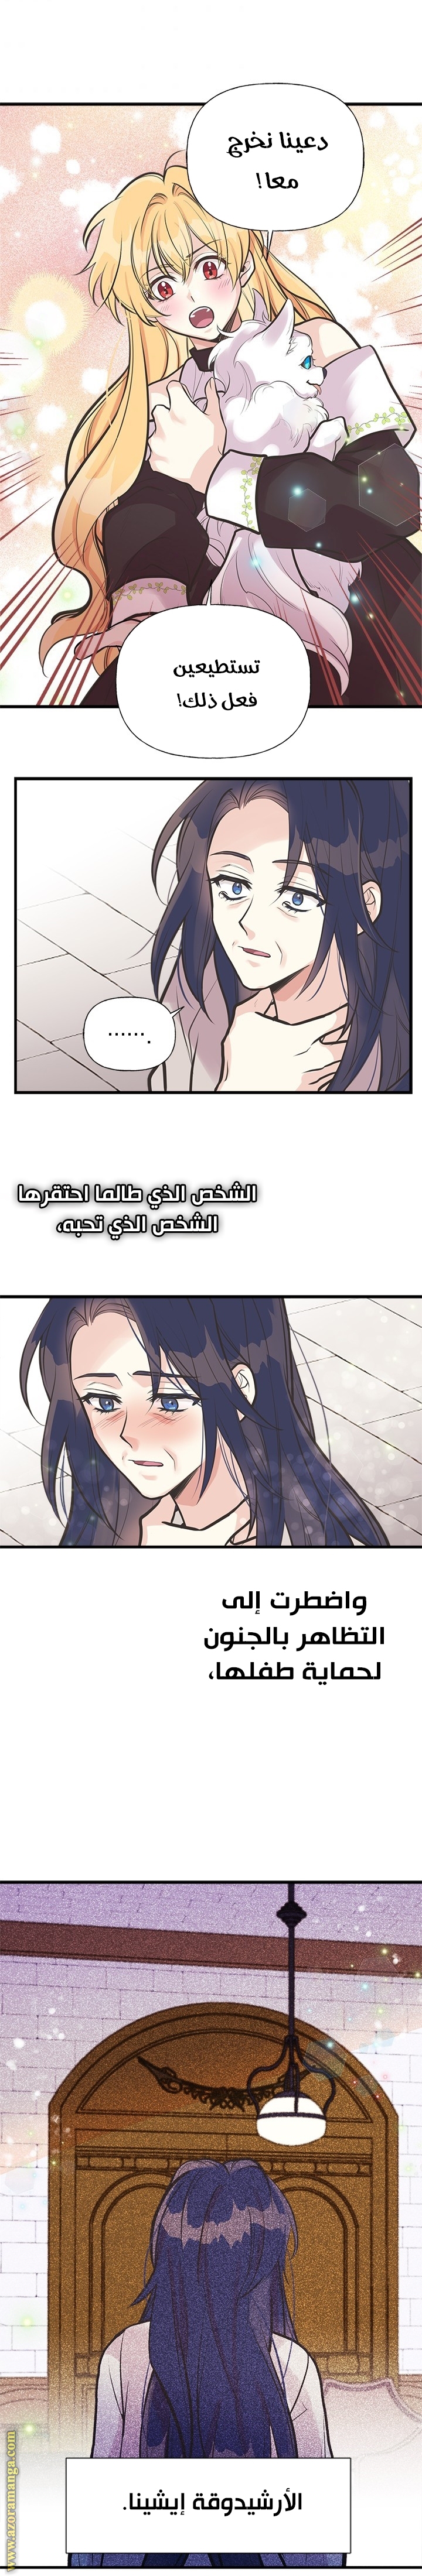 دعينا نخرج
معا!
تستطيعين
فعل ذلك!
.......
الشخص الذي طالما احتقرها
الشخص الذي تحبه،
واضطرت إلى
التظاهر بالجنون
لحماية طفلها،
الأرشيدوقة إيشينا.
www.azoramanga.com